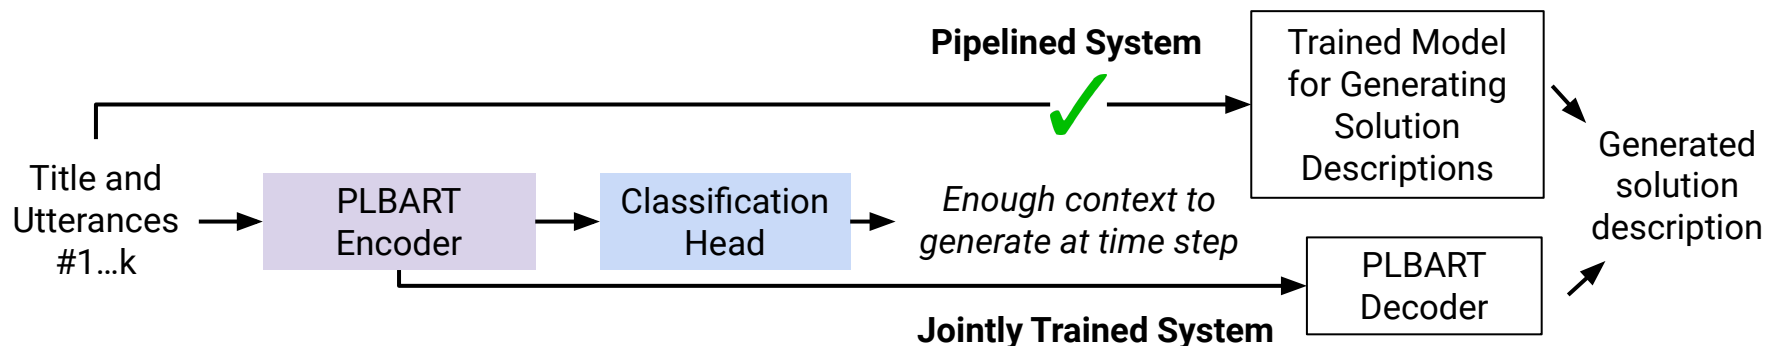 Pipelined System
Trained Model
for Generating
Solution
Descriptions
Title and
Utterances
#1...k
PLBART
Encoder
Classification
Head
Enough context to
generate at time step
Generated
solution
description
PLBART
Decoder
Jointly Trained System